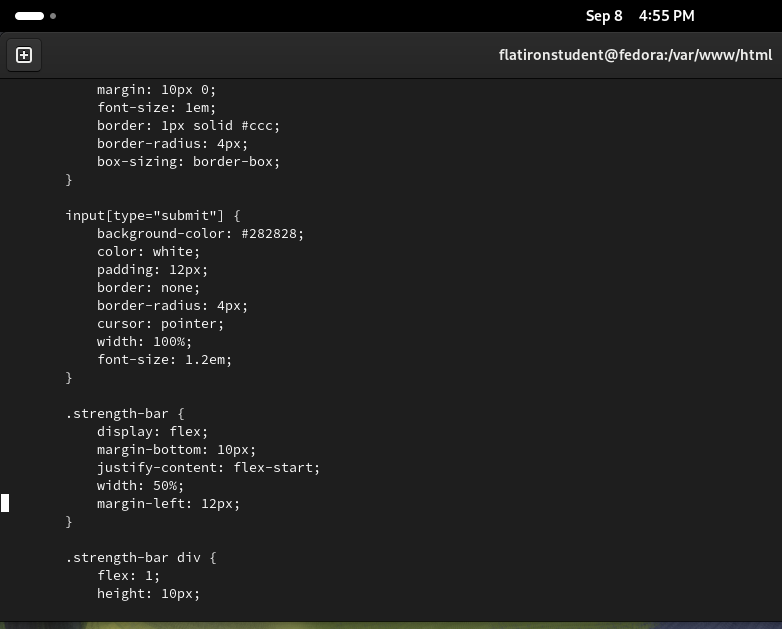 Sep 8 4:55 PM
flatironstudent@fedora:/var/www/html
margin: 10px 0;
font-size: 1em;
border: 1px solid #ccc;
border-radius: 4px;
box-sizing: border-box;
}
input[type="submit"] {
background-color: #282828;
color: white;
padding: 12px;
border: none;
border-radius: 4px;
cursor: pointer;
width: 100%;
font-size: 1.2em;
}
.strength-bar {
display: flex;
margin-bottom: 10px;
justify-content: flex-start;
width: 50%;
margin-left: 12px;
}
.strength-bar div {
flex: 1;
height: 10px;